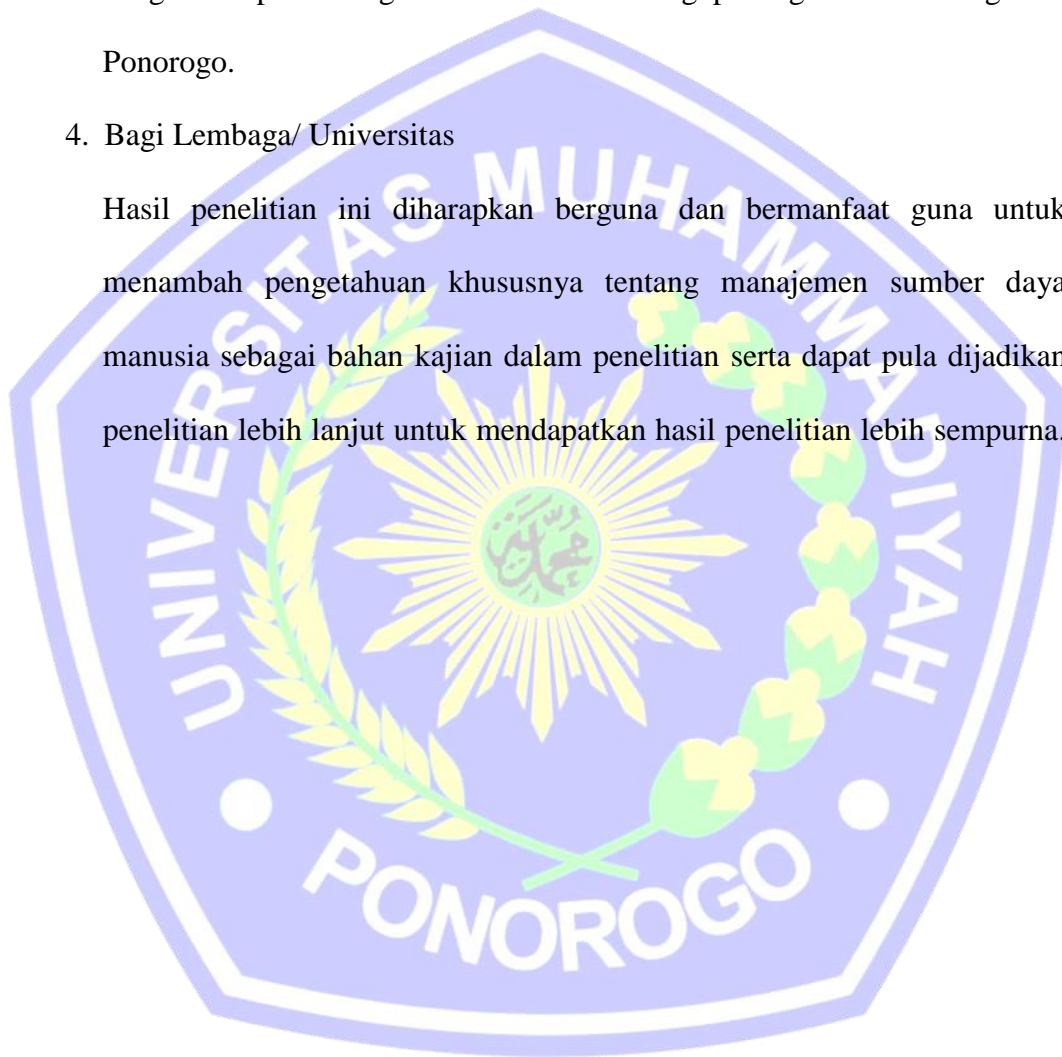 Ponorogo.
4. Bagi Lembaga/ Universitas
Hasil penelitian ini diharapkan berguna dan bermanfaat guna untuk
menambah pengetahuan khususnya tentang manajemen sumber daya
manusia sebagai bahan kajian dalam penelitian serta dapat pula dijadikan
penelitian lebih lanjut untuk mendapatkan hasil penelitian lebih sempurna.
UNIVERSITAS MUHAMMADIYAH
PONOROGO